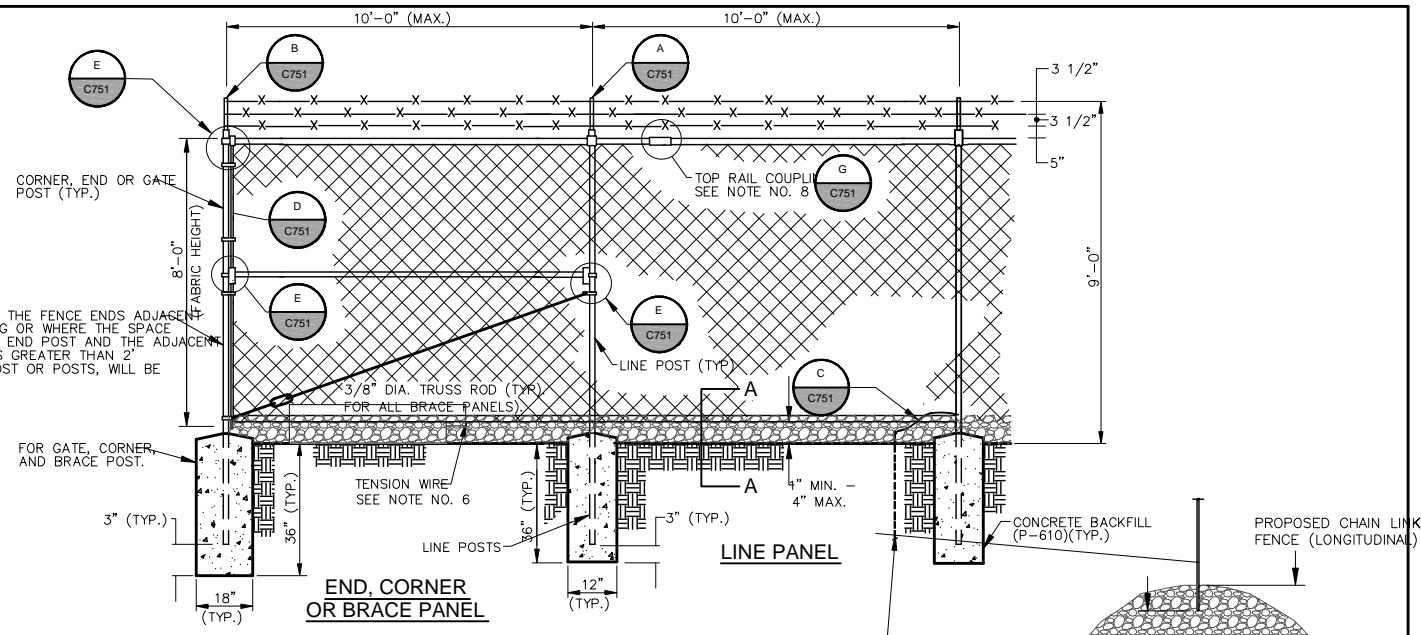 10'-0" (MAX.)
10'-0" (MAX.)
B
C751
A
C751
E
C751
3 1/2"
3 1/2"
5"
CORNER, END OR GATE
POST (TYP.)
TOP RAIL COUPLI
SEE NOTE NO. 8
G
C751
D
C751
8'-0"
(FABRIC HEIGHT)
9'-0"
E
C751
E
C751
THE FENCE ENDS ADJACENT
G OR WHERE THE SPACE
END POST AND THE ADJACENT
S GREATER THAN 2'
OST OR POSTS, WILL BE
LINE POST (TYP)
3/8" DIA. TRUSS ROD (TYP.
FOR ALL BRACE PANELS).
A
C
C751
FOR GATE, CORNER,
AND BRACE POST.
TENSION WIRE
SEE NOTE NO. 6
A
1" MIN. -
4" MAX.
36" (TYP.)
36" (TYP.)
3" (TYP.)
3" (TYP.)
LINE POSTS
LINE PANEL
CONCRETE BACKFILL
(P-610)(TYP.)
PROPOSED CHAIN LINK
FENCE (LONGITUDINAL)
END, CORNER
OR BRACE PANEL
18"
(TYP.)
12"
(TYP.)